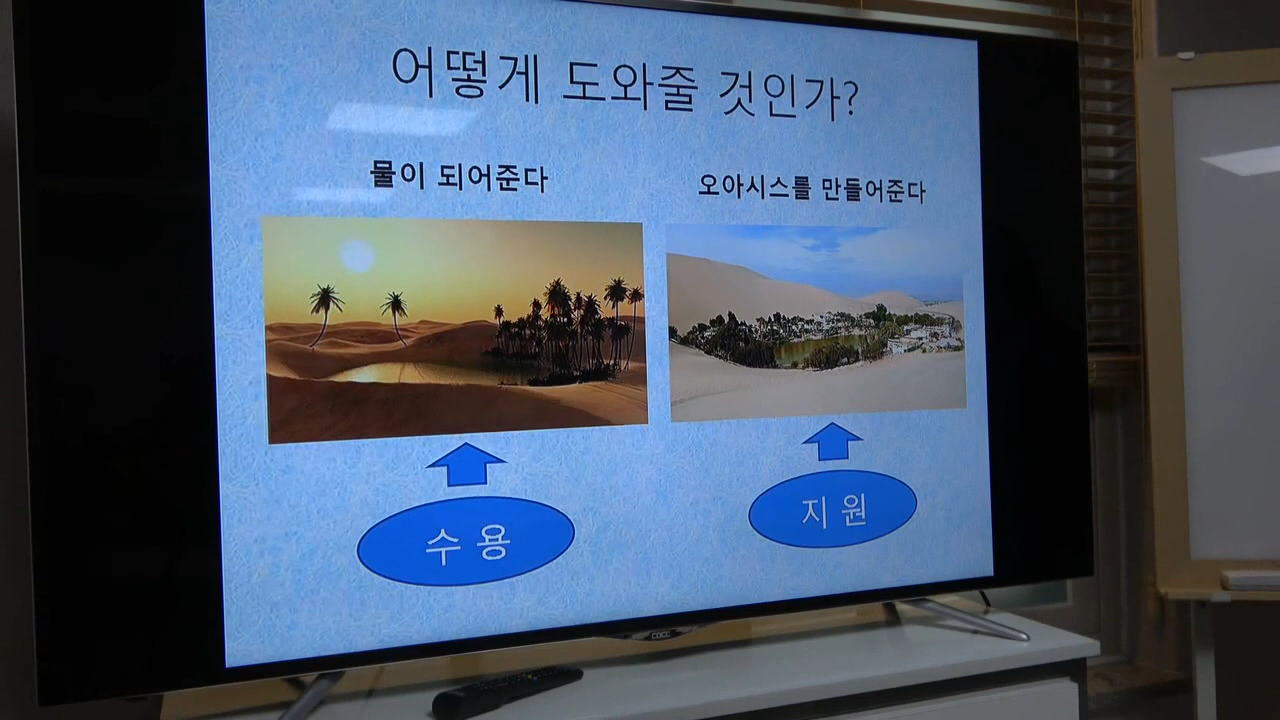 어떻게 도와줄 것인가?
물이 되어준다
오아시스를 만들어준다
수용
지원